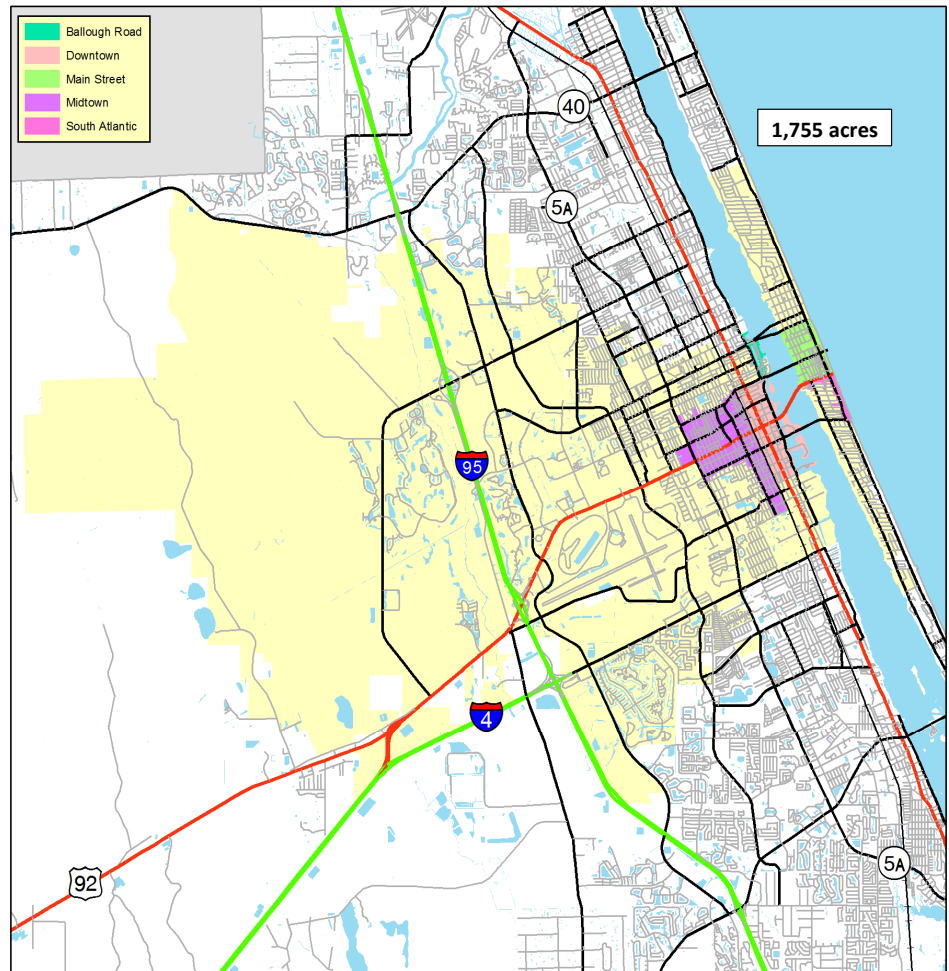 Ballough Road
Downtown
Main Street
Midtown
South Atlantic
1,755 acres
40
5A
95
4
92
5A